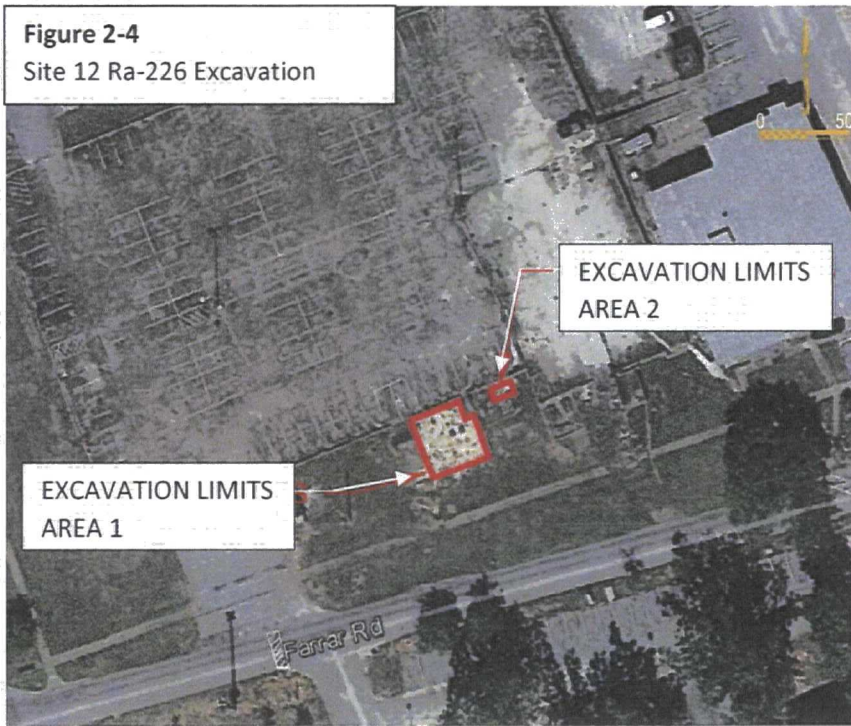 Figure 2-4
Site 12 Ra-226 Excavation
0 50
EXCAVATION LIMITS
AREA 2
EXCAVATION LIMITS
AREA 1
Farrar Rd